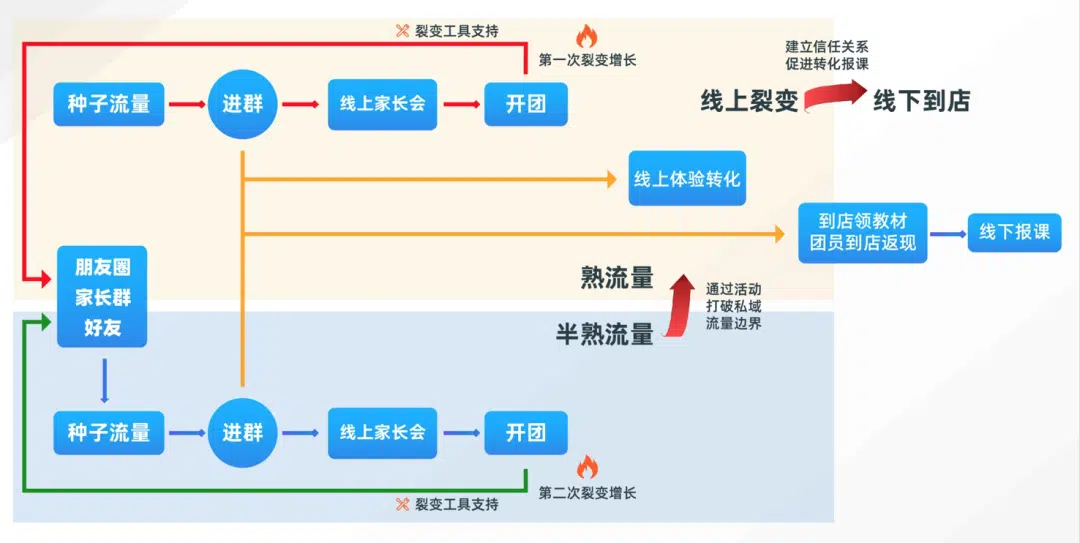 裂变工具支持
第一次裂变增长
种子流量
进群
线上家长会
开团
建立信任关系
促进转化报课
线上裂变
线下到店
线上体验转化
到店领教材
团员到店返现
线下报课
朋友圈
家长群
好友
熟流量
半熟流量
通过活动
打破私域
流量边界
种子流量
进群
线上家长会
开团
第二次裂变增长
裂变工具支持